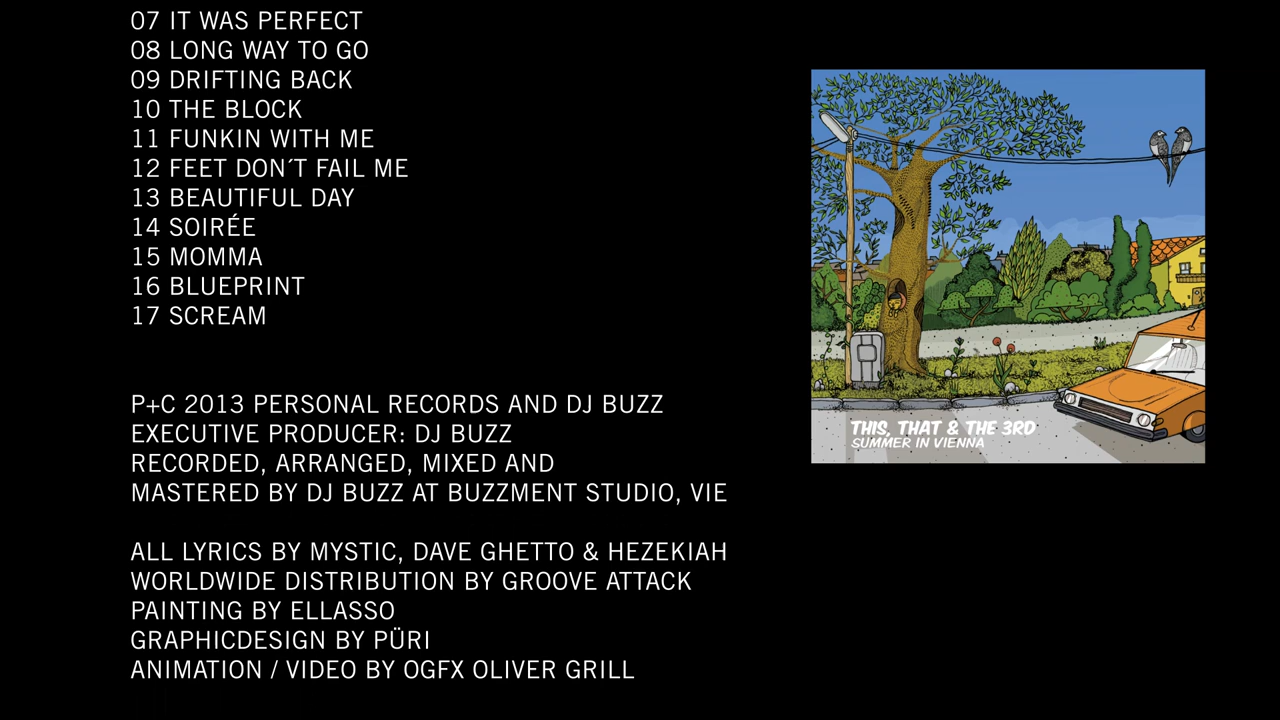 07 IT WAS PERFECT
08 LONG WAY TO GO
09 DRIFTING BACK
10 THE BLOCK
11 FUNKIN WITH ME
12 FEET DON´T FAIL ME
13 BEAUTIFUL DAY
14 SOIRÉE
15 MOMMA
16 BLUEPRINT
17 SCREAM
P+C 2013 PERSONAL RECORDS AND DJ BUZZ
EXECUTIVE PRODUCER: DJ BUZZ
RECORDED, ARRANGED, MIXED AND
MASTERED BY DJ BUZZ AT BUZZMENT STUDIO, VIE
ALL LYRICS BY MYSTIC, DAVE GHETTO & HEZEKIAH
WORLDWIDE DISTRIBUTION BY GROOVE ATTACK
PAINTING BY ELLASSO
GRAPHICDESIGN BY PÜRI
ANIMATION / VIDEO BY OGFX OLIVER GRILL
THIS, THAT & THE 3RD
SUMMER IN VIENNA